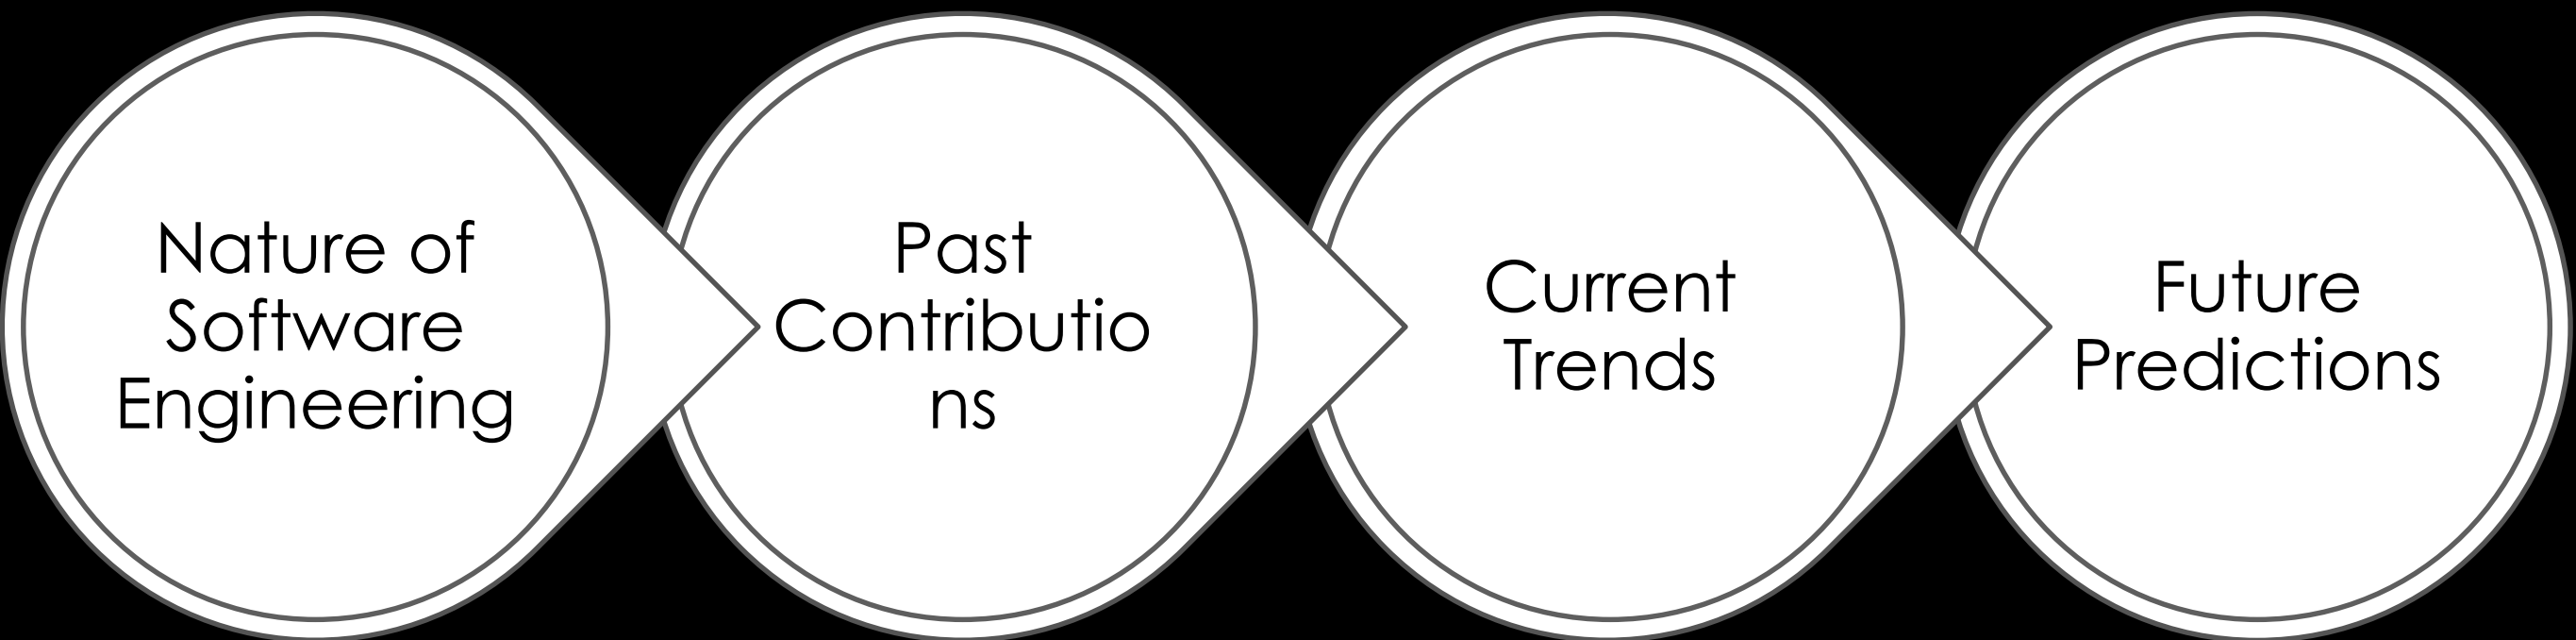 Nature of
Software
Engineering
Past
Contributio
ns
Current
Trends
Future
Predictions